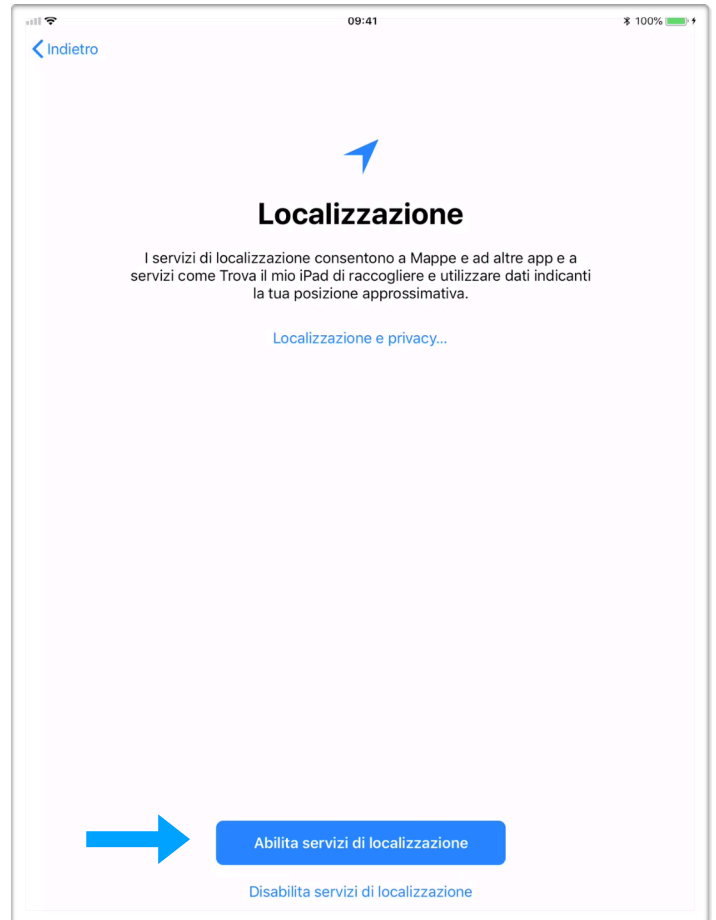 09:41
100%
Indietro
Localizzazione
I servizi di localizzazione consentono a Mappe e ad altre app e a
servizi come Trova il mio iPad di raccogliere e utilizzare dati indicanti
la tua posizione approssimativa.
Localizzazione e privacy...
Abilita servizi di localizzazione
Disabilita servizi di localizzazione